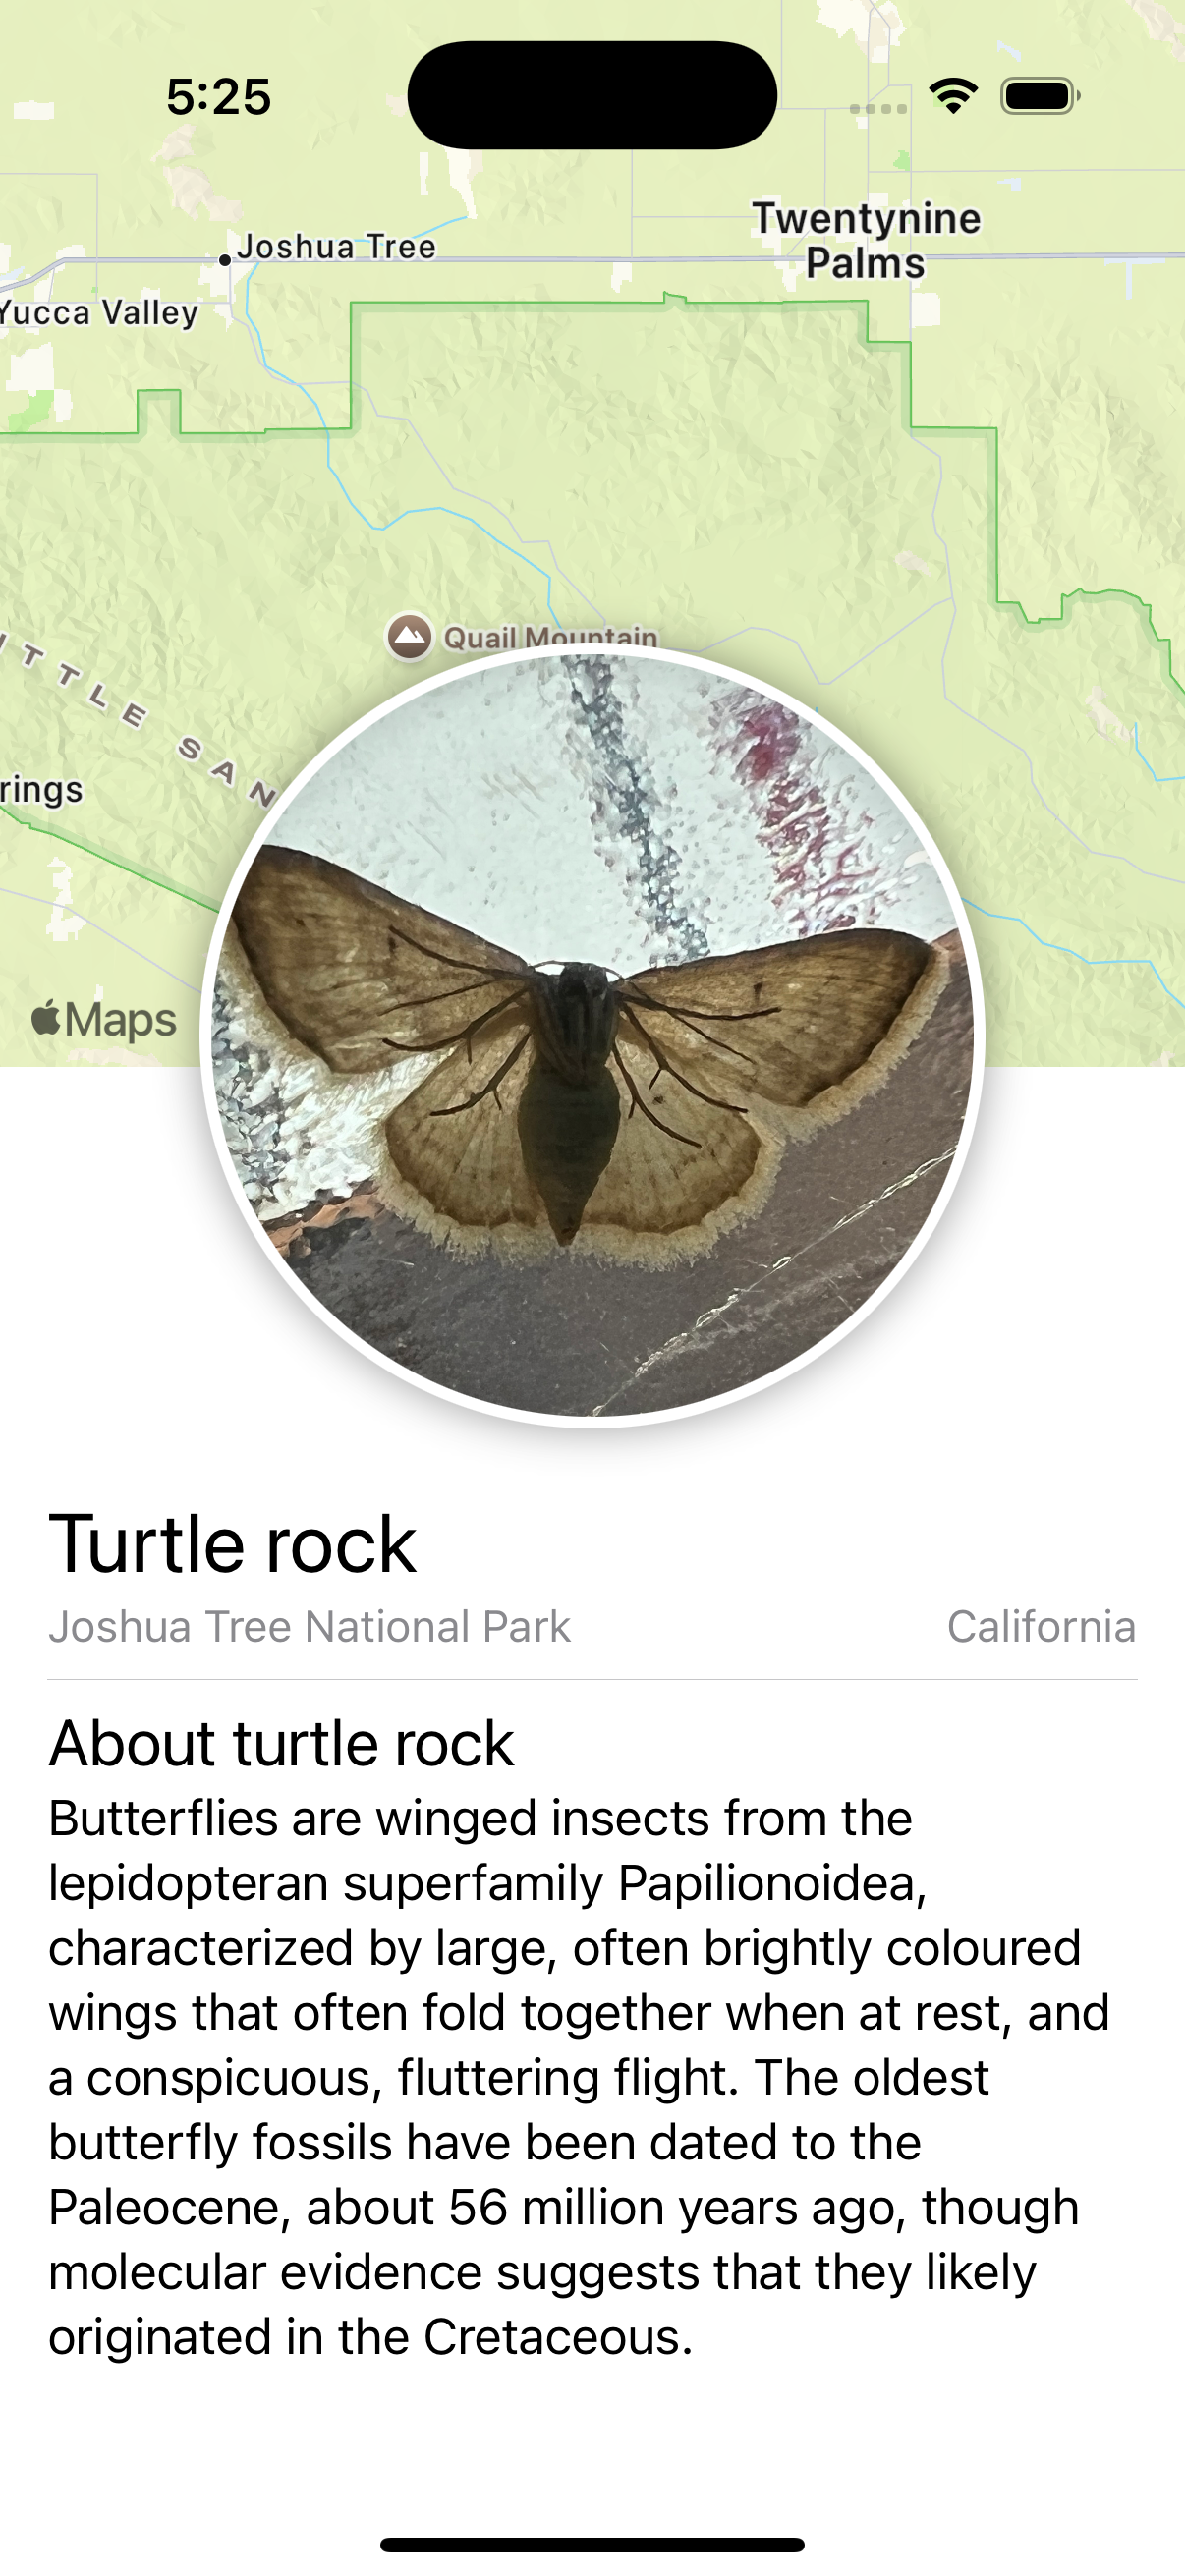 5:25
Twentynine
Palms
Joshua Tree
Yucca Valley
Quail Mountain
TTLE SAN
rings
Maps
Turtle rock
Joshua Tree National Park California
About turtle rock
Butterflies are winged insects from the
lepidopteran superfamily Papilionoidea,
characterized by large, often brightly coloured
wings that often fold together when at rest, and
a conspicuous, fluttering flight. The oldest
butterfly fossils have been dated to the
Paleocene, about 56 million years ago, though
molecular evidence suggests that they likely
originated in the Cretaceous.